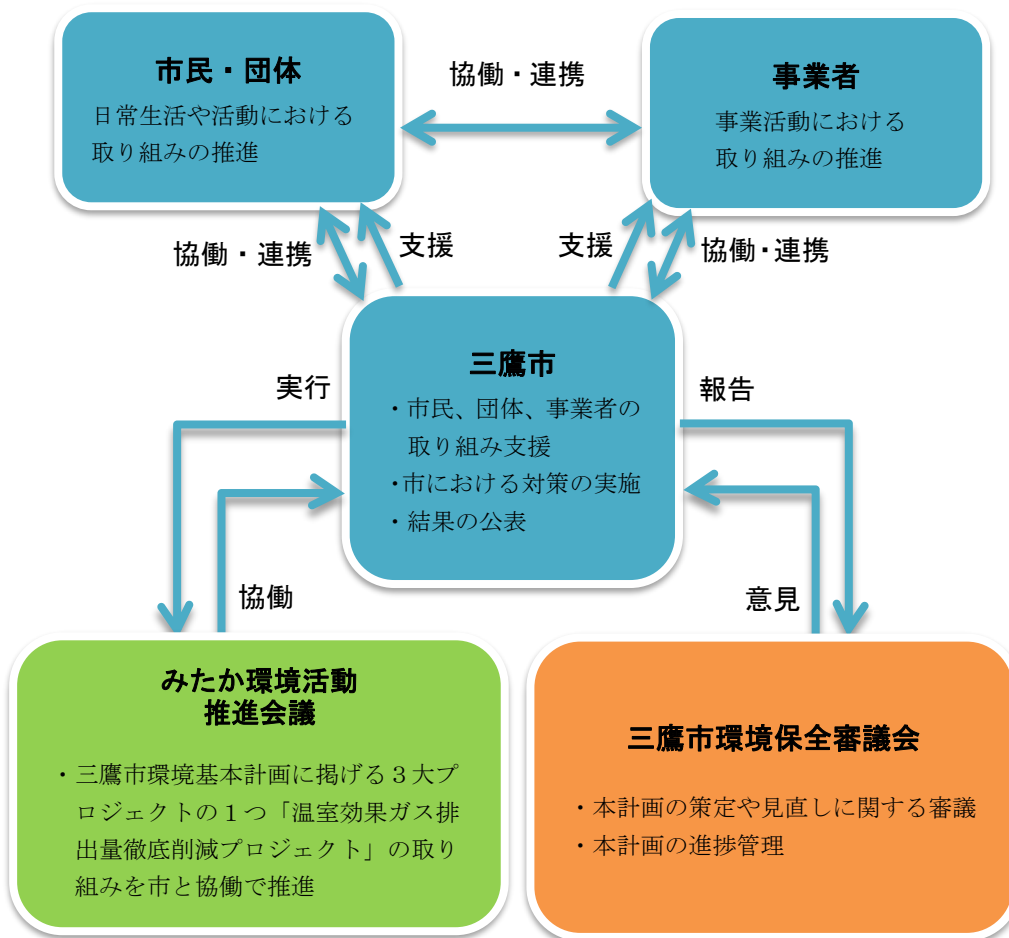 市民・団体
日常生活や活動における
取り組みの推進
協働・連携
事業者
事業活動における
取り組みの推進
協働・連携
支援
支援
協働・連携
三鷹市
・市民、団体、事業者の
取り組み支援
・市における対策の実施
・結果の公表
実行
報告
協働
意見
みたか環境活動
推進会議
・三鷹市環境基本計画に掲げる３大プ
ロジェクトの１つ「温室効果ガス排
出量徹底削減プロジェクト」の取り
組みを市と協働で推進
三鷹市環境保全審議会
・本計画の策定や見直しに関する審議
・本計画の進捗管理